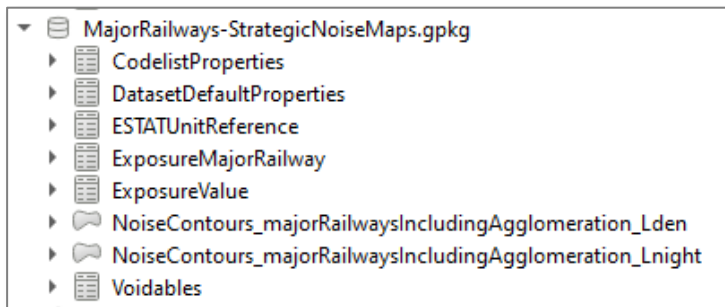 MajorRailways-StrategicNoiseMaps.gpkg
CodelistProperties
DatasetDefaultProperties
ESTATUnitReference
ExposureMajorRailway
ExposureValue
NoiseContours_majorRailwaysIncludingAgglomeration_Lden
NoiseContours_majorRailwaysIncludingAgglomeration_Lnight
Voidables